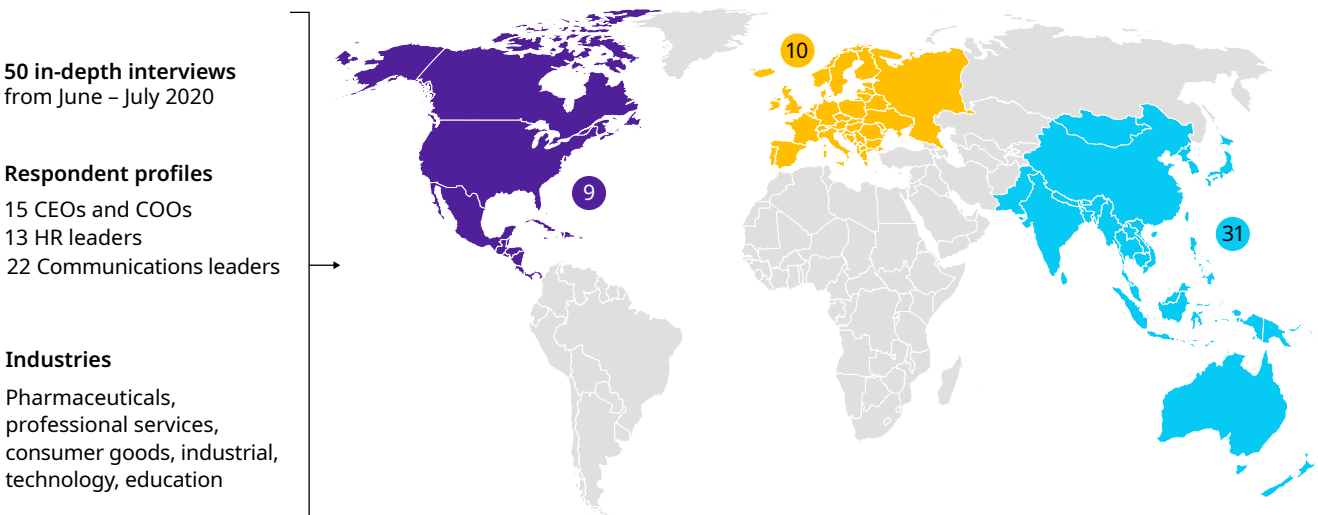 50 in-depth interviews
from June – July 2020
Respondent profiles
15 CEOs and COOs
13 HR leaders
22 Communications leaders
Industries
Pharmaceuticals,
professional services,
consumer goods, industrial,
technology, education
10
9
31